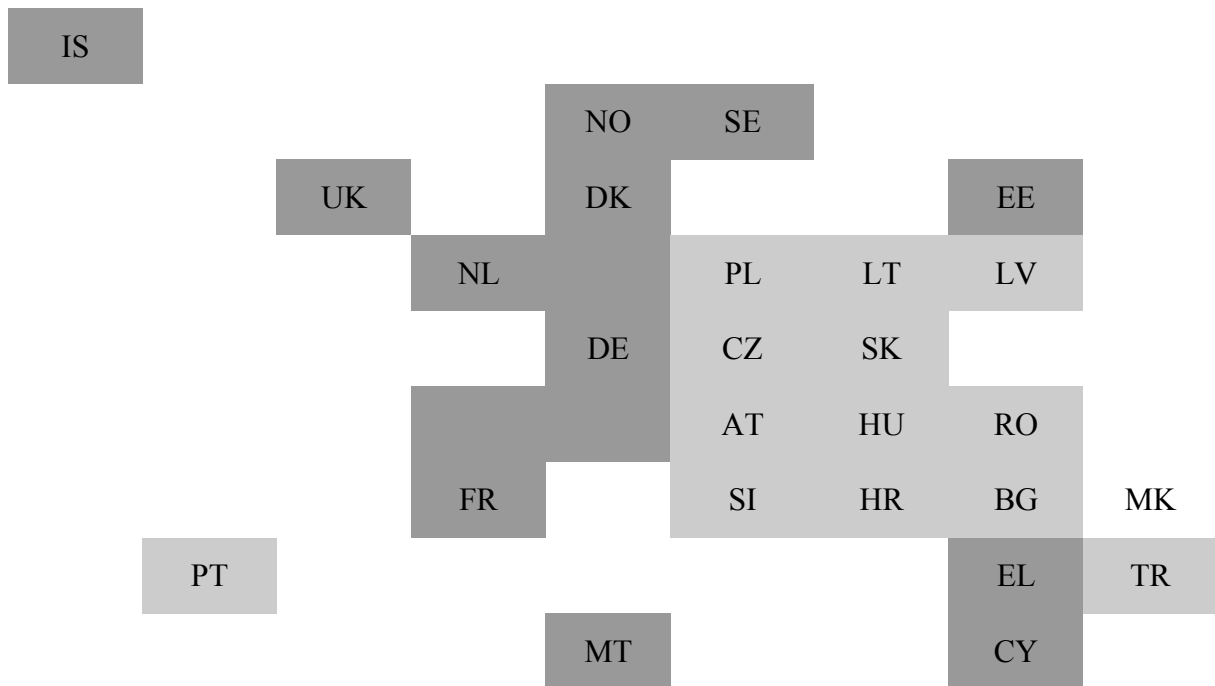 IS
NO SE
UK DK EE
NL PL LT LV
DE CZ SK
AT HU RO
FR SI HR BG MK
PT EL TR
MT CY